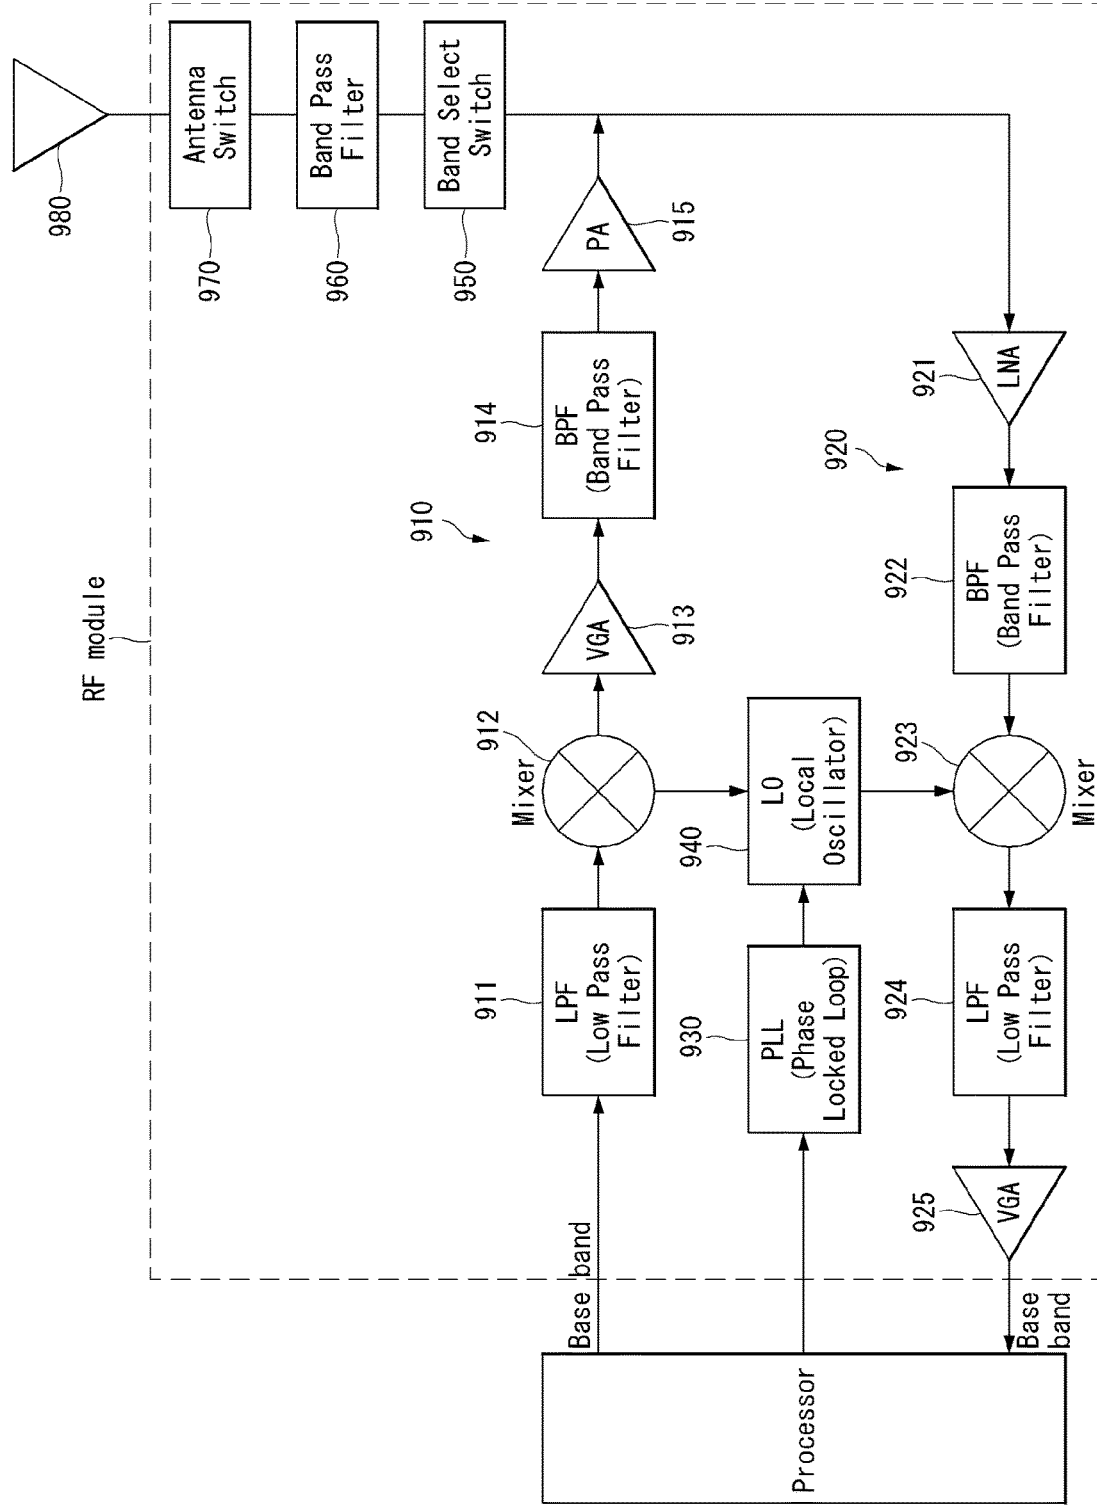 RF module
980
Antenna
Switch
970
Band Pass
Filter
960
Band Select
Switch
950
910
Base band
911
LPF
(Low Pass
Filter)
Mixer
912
VGA
913
914
BPF
(Band Pass
Filter)
PA
915
PLL
(Phase
Locked Loop)
930
LO
(Local
Oscillator)
940
Processor
920
921
LNA
922
BPF
(Band Pass
Filter)
923
Mixer
924
LPF
(Low Pass
Filter)
925
VGA
Base
band